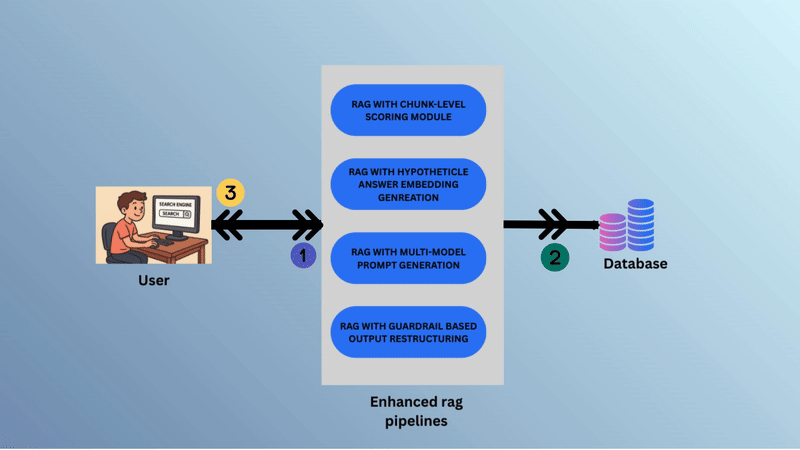 RAG WITH CHUNK-LEVEL
SCORING MODULE
RAG WITH HYPOTHETICLE
ANSWER EMBEDDING
GENREATION
3
SEARCH ENGINE
SEARCH
1
2
User
RAG WITH MULTI-MODEL
PROMPT GENERATION
Database
RAG WITH GUARDRAIL BASED
OUTPUT RESTRUCTURING
Enhanced rag
pipelines